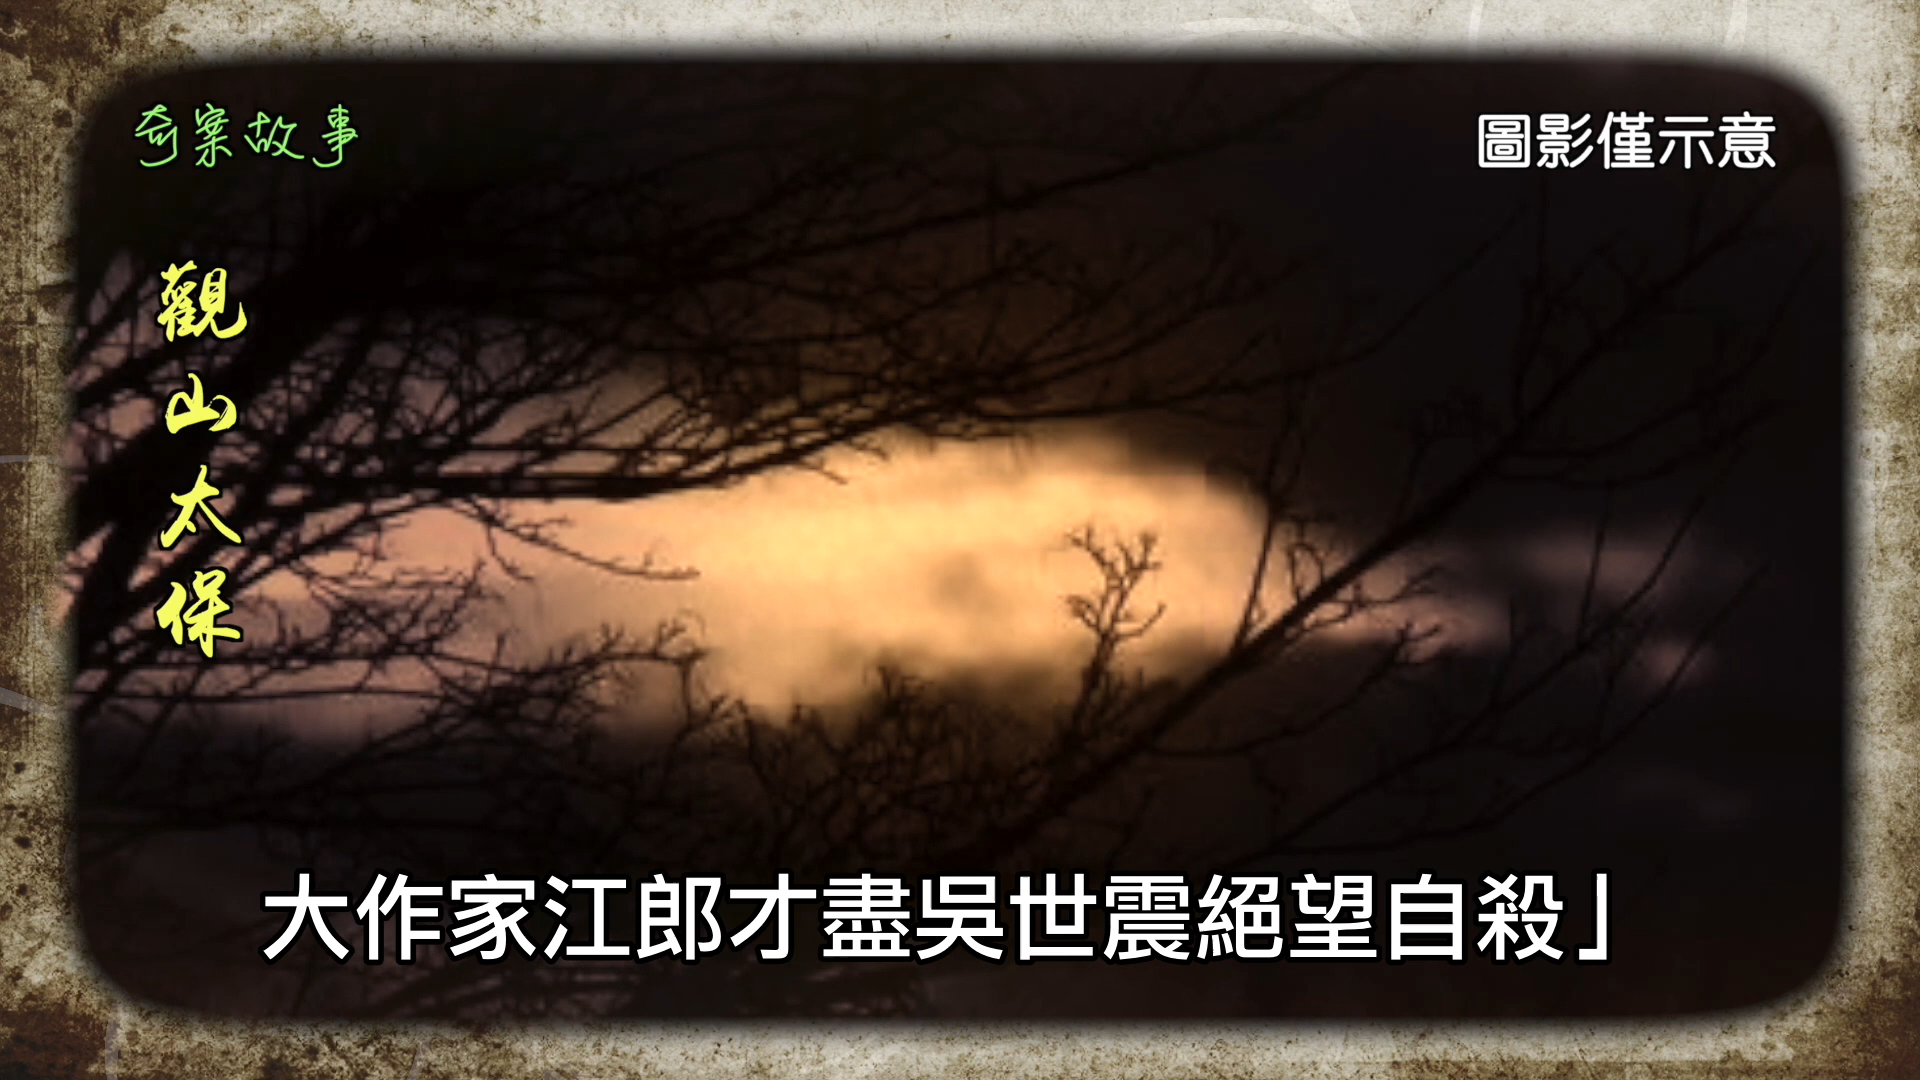 奇案故事
圖影僅示意
觀山太保
大作家江郎才盡吳世震絕望自殺」